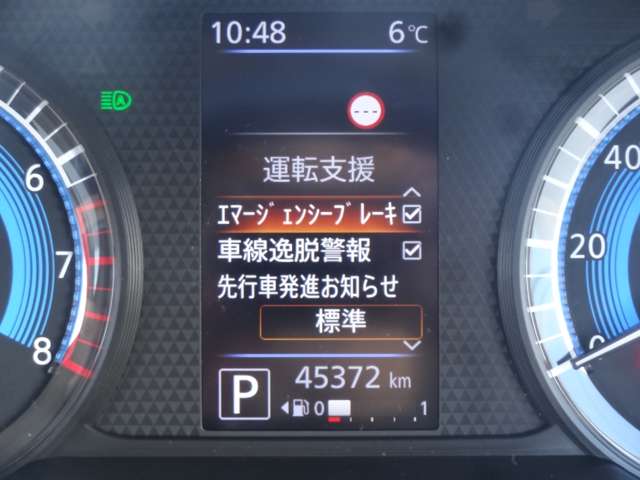 10:48 6℃
---
運転支援
エマージェンシーブレーキ
車線逸脱警報
先行車発進お知らせ
標準
P 45372 km
0 1
A
6
7
8
40
20
0